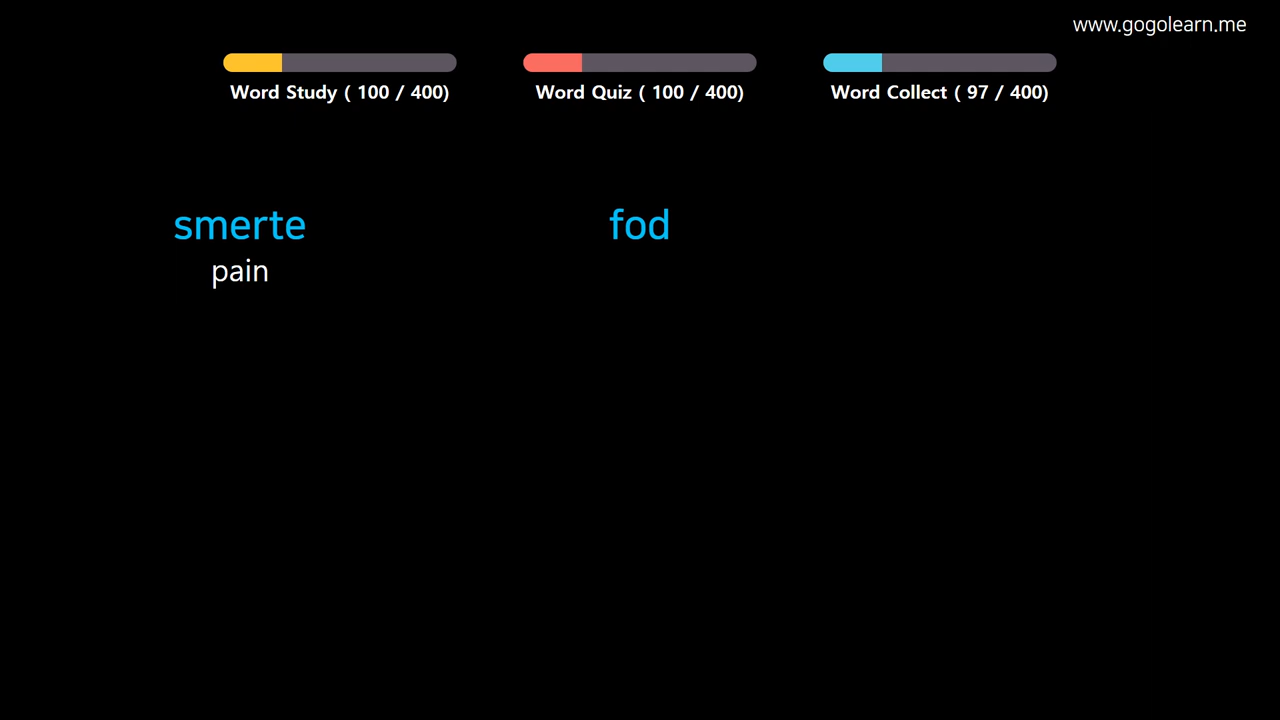 www.gogolearn.me
Word Study ( 100 / 400)
Word Quiz ( 100 / 400)
Word Collect ( 97 / 400)
smerte
fod
pain